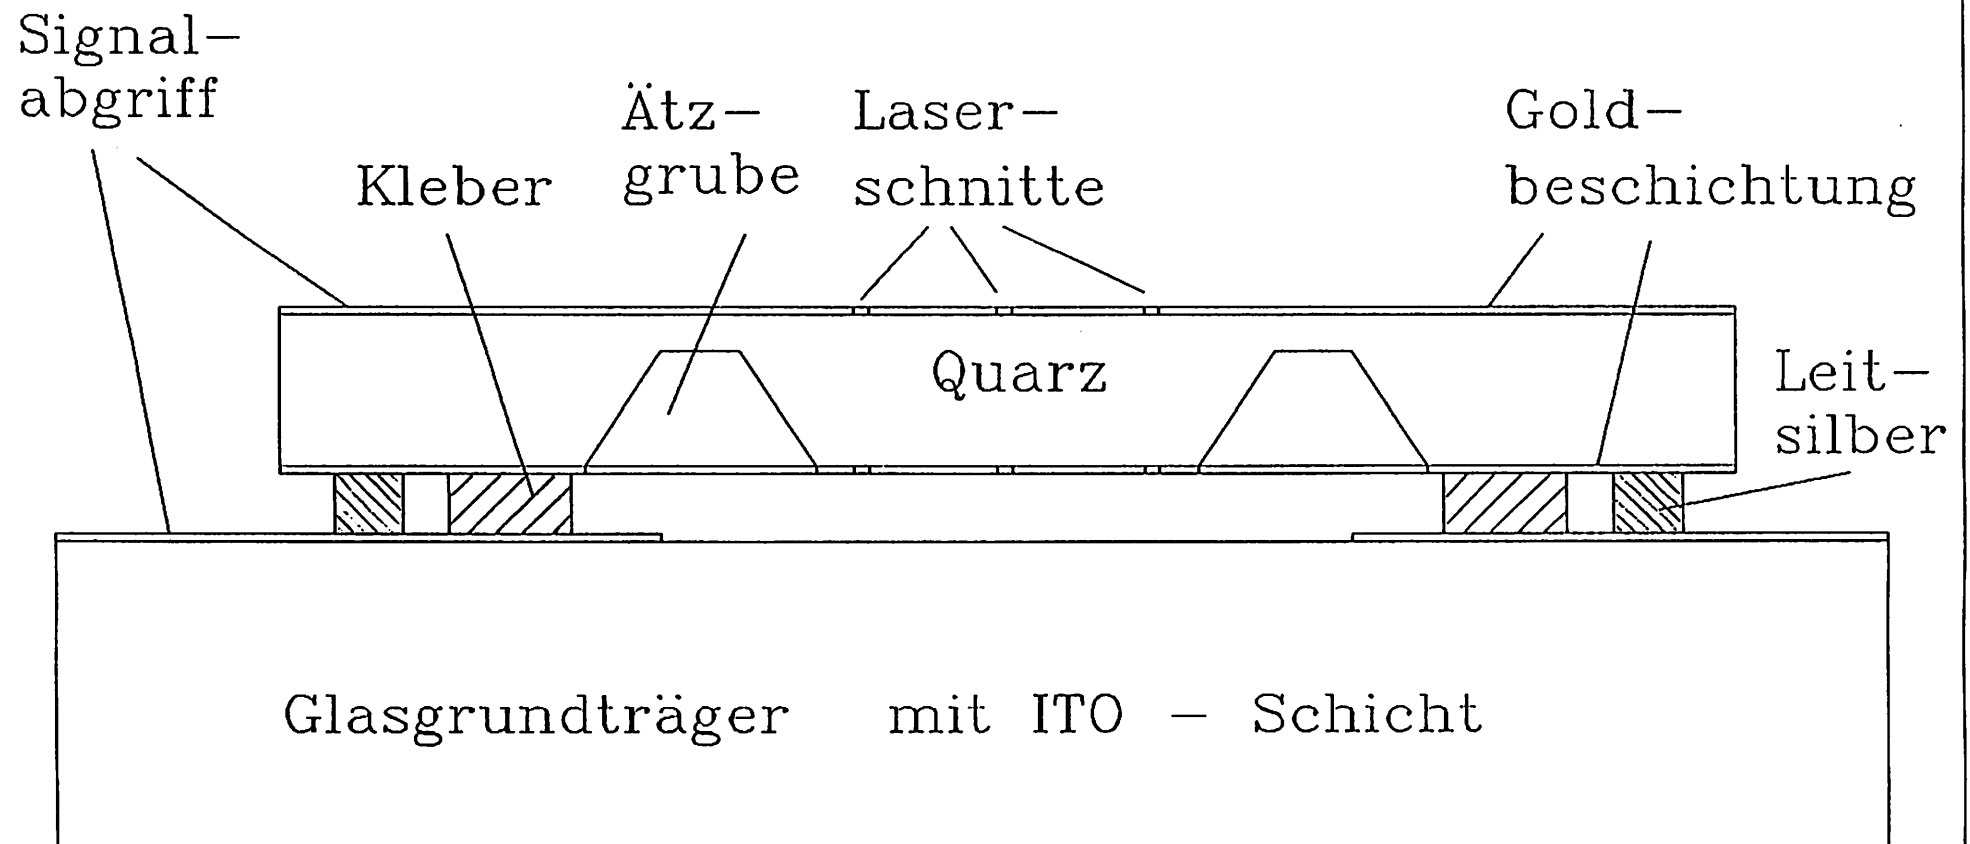 Signal-
abgriff
Kleber
Ätz-
grube
Laser-
schnitte
Gold-
beschichtung
Quarz
Leit-
silber
Glasgrundträger mit ITO - Schicht